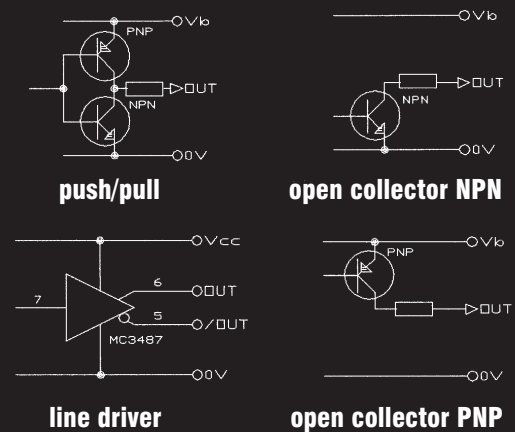 Vb
PNP
OUT
NPN
0V
push/pull
Vb
OUT
NPN
0V
open collector NPN
Vcc
6
OUT
7
5
/OUT
MC3487
0V
line driver
Vb
PNP
OUT
0V
open collector PNP